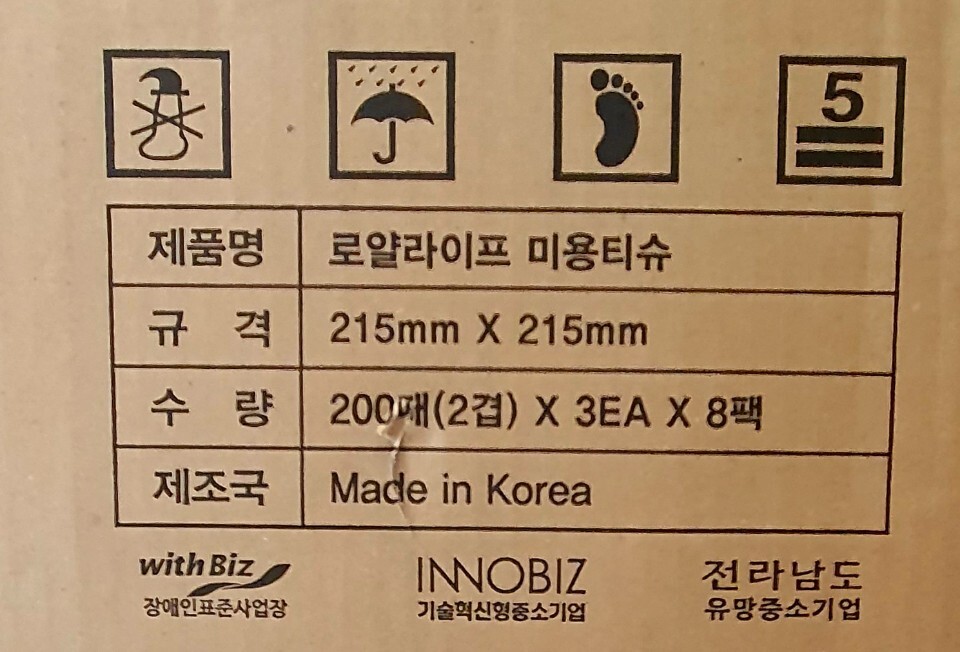 5
제품명 로얄라이프 미용티슈
규 격 215mm X 215mm
수 량 200매(2겹) X 3EA X 8팩
제조국 Made in Korea
withBiz INNOBIZ 전라남도
장애인표준사업장 기술혁신형중소기업 유망중소기업